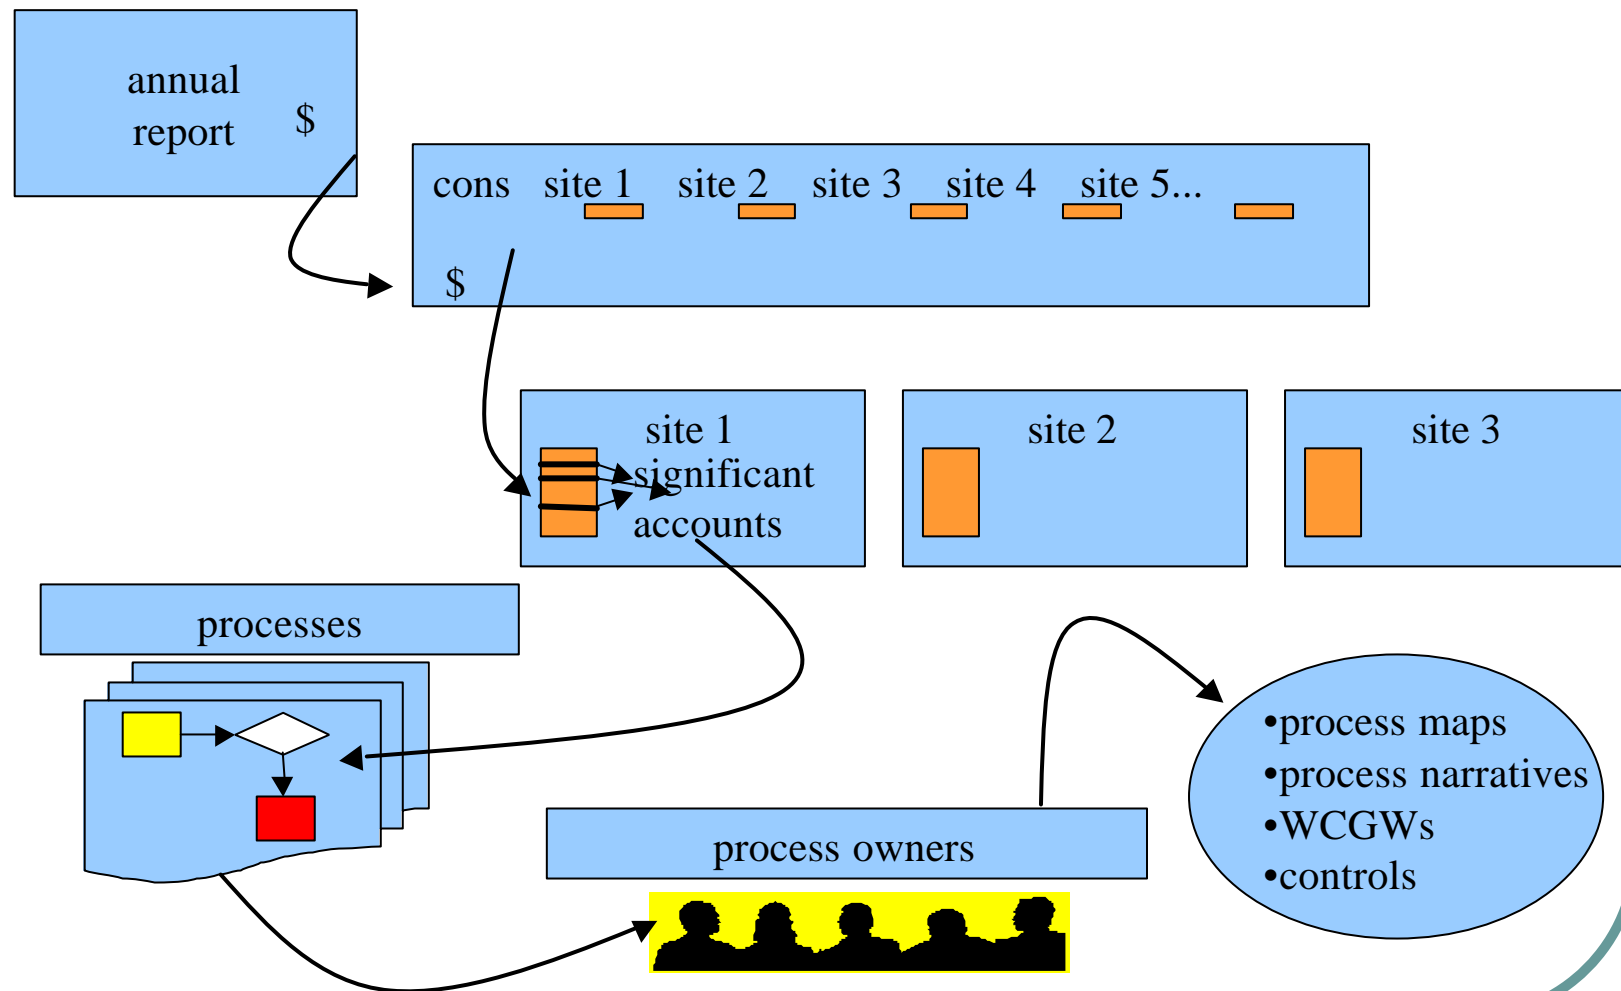 annual
report $
cons site 1 site 2 site 3 site 4 site 5...
$
site 1
significant
accounts
site 2
site 3
processes
process owners
•process maps
•process narratives
•WCGWs
•controls